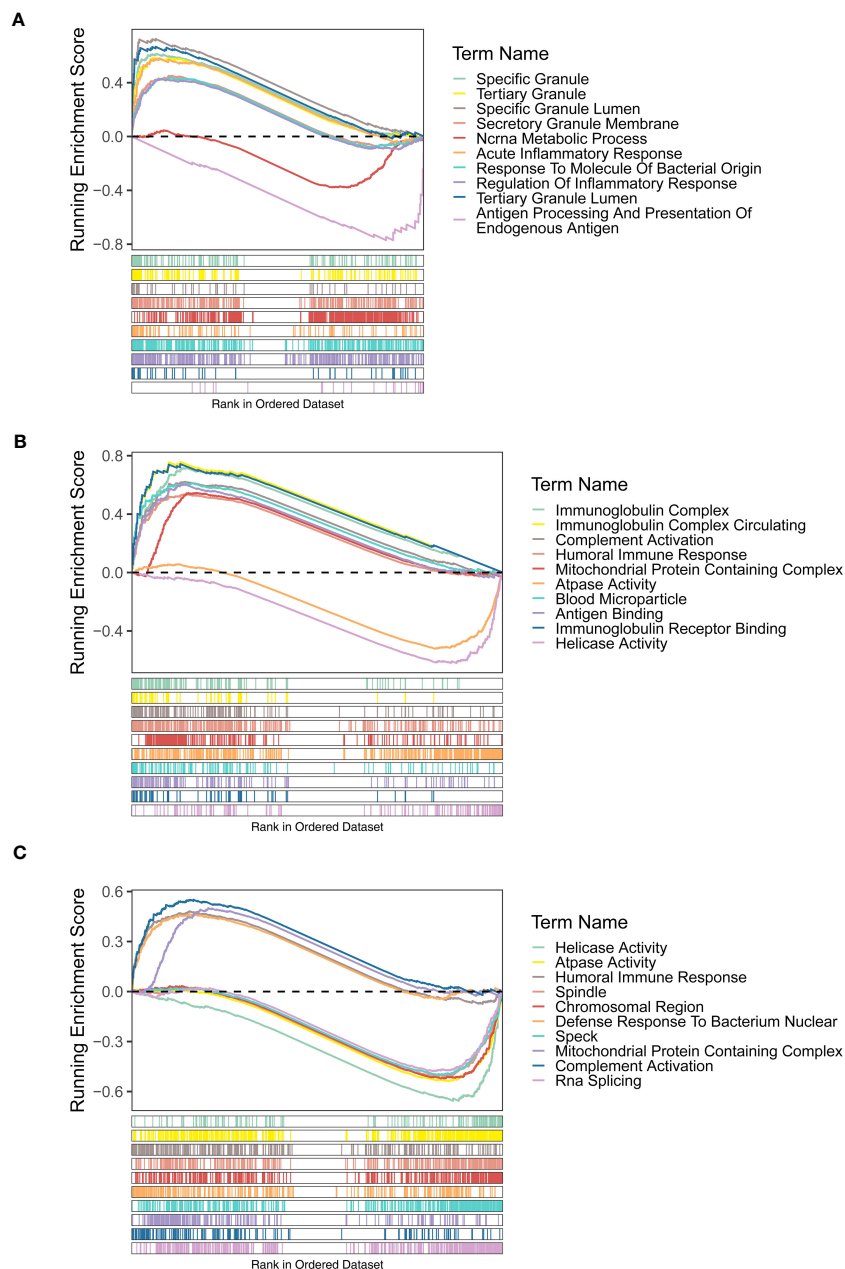 A
Running Enrichment Score
0.4
0.0
−0.4
−0.8
Rank in Ordered Dataset
Term Name
Specific Granule
Tertiary Granule
Specific Granule Lumen
Secretory Granule Membrane
Ncrna Metabolic Process
Acute Inflammatory Response
Response To Molecule Of Bacterial Origin
Regulation Of Inflammatory Response
Tertiary Granule Lumen
Antigen Processing And Presentation Of
Endogenous Antigen
B
Running Enrichment Score
0.8
0.4
0.0
−0.4
Rank in Ordered Dataset
Term Name
Immunoglobulin Complex
Immunoglobulin Complex Circulating
Complement Activation
Humoral Immune Response
Mitochondrial Protein Containing Complex
Atpase Activity
Blood Microparticle
Antigen Binding
Immunoglobulin Receptor Binding
Helicase Activity
C
Running Enrichment Score
0.6
0.3
0.0
−0.3
−0.6
Rank in Ordered Dataset
Term Name
Helicase Activity
Atpase Activity
Humoral Immune Response
Spindle
Chromosomal Region
Defense Response To Bacterium Nuclear
Speck
Mitochondrial Protein Containing Complex
Complement Activation
Rna Splicing